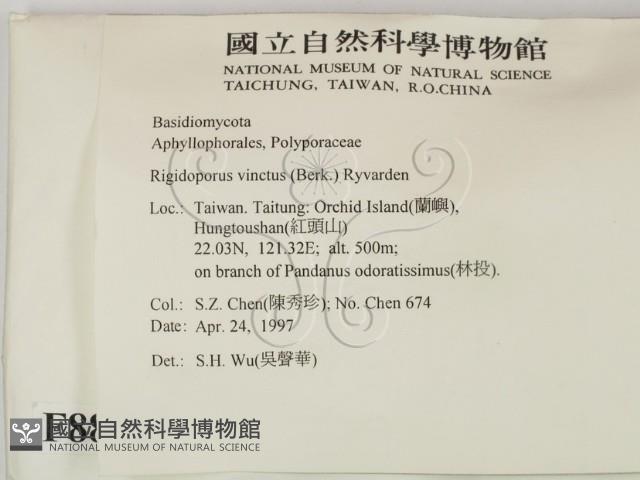 國立自然科學博物館
NATIONAL MUSEUM OF NATURAL SCIENCE
TAICHUNG, TAIWAN, R.O.CHINA
Basidiomycota
Aphyllophorales, Polyporaceae
Rigidoporus vinctus (Berk.) Ryvarden
Loc.: Taiwan. Taitung: Orchid Island(蘭嶼),
Hungtoushan(紅頭山)
22.03N, 121.32E; alt. 500m;
on branch of Pandanus odoratissimus(林投).
Col.: S.Z. Chen(陳秀珍); No. Chen 674
Date: Apr. 24, 1997
Det.: S.H. Wu(吳聲華)
國立自然科學博物館
NATIONAL MUSEUM OF NATURAL SCIENCE